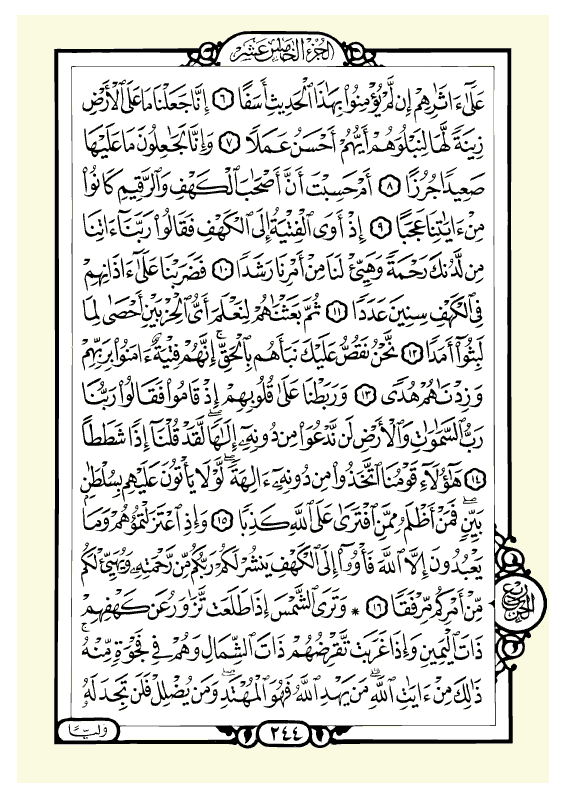 الجزء الخامس عشر
عَلَىٰٓ ءَاثَٰرِهِمۡ إِن لَّمۡ يُؤۡمِنُواْ بِهَٰذَا ٱلۡحَدِيثِ أَسَفًا ٦ إِنَّا جَعَلۡنَا مَا عَلَى ٱلۡأَرۡضِ
زِينَةٗ لَّهَا لِنَبۡلُوَهُمۡ أَيُّهُمۡ أَحۡسَنُ عَمَلٗا ٧ وَإِنَّا لَجَٰعِلُونَ مَا عَلَيۡهَا
صَعِيدٗا جُرُزًا ٨ أَمۡ حَسِبۡتَ أَنَّ أَصۡحَٰبَ ٱلۡكَهۡفِ وَٱلرَّقِيمِ كَانُواْ
مِنۡ ءَايَٰتِنَا عَجَبًا ٩ إِذۡ أَوَى ٱلۡفِتۡيَةُ إِلَى ٱلۡكَهۡفِ فَقَالُواْ رَبَّنَآ ءَاتِنَا
مِن لَّدُنكَ رَحۡمَةٗ وَهَيِّئۡ لَنَا مِنۡ أَمۡرِنَا رَشَدٗا ١٠ فَضَرَبۡنَا عَلَىٰٓ ءَاذَانِهِمۡ
فِي ٱلۡكَهۡفِ سِنِينَ عَدَدٗا ١١ ثُمَّ بَعَثۡنَٰهُمۡ لِنَعۡلَمَ أَيُّ ٱلۡحِزۡبَيۡنِ أَحۡصَىٰ لِمَا
لَبِثُوٓاْ أَمَدٗا ١٢ نَّحۡنُ نَقُصُّ عَلَيۡكَ نَبَأَهُم بِٱلۡحَقِّۚ إِنَّهُمۡ فِتۡيَةٌ ءَامَنُواْ بِرَبِّهِمۡ
وَزِدۡنَٰهُمۡ هُدٗى ١٣ وَرَبَطۡنَا عَلَىٰ قُلُوبِهِمۡ إِذۡ قَامُواْ فَقَالُواْ رَبُّنَا
رَبُّ ٱلسَّمَٰوَٰتِ وَٱلۡأَرۡضِ لَن نَّدۡعُوَاْ مِن دُونِهِۦٓ إِلَٰهٗاۖ لَّقَدۡ قُلۡنَآ إِذٗا شَطَطًا
١٤ هَٰٓؤُلَآءِ قَوۡمُنَا ٱتَّخَذُواْ مِن دُونِهِۦٓ ءَالِهَةٗۖ لَّوۡلَا يَأۡتُونَ عَلَيۡهِم بِسُلۡطَٰنِۭ
بَيِّنٖۖ فَمَنۡ أَظۡلَمُ مِمَّنِ ٱفۡتَرَىٰ عَلَى ٱللَّهِ كَذِبٗا ١٥ وَإِذِ ٱعۡتَزَلۡتُمُوهُمۡ وَمَا
يَعۡبُدُونَ إِلَّا ٱللَّهَ فَأۡوُۥٓاْ إِلَى ٱلۡكَهۡفِ يَنشُرۡ لَكُمۡ رَبُّكُم مِّن رَّحۡمَتِهِۦ وَيُهَيِّئۡ لَكُم
مِّنۡ أَمۡرِكُم مِّرۡفَقٗا ١٦ * وَتَرَى ٱلشَّمۡسَ إِذَا طَلَعَت تَّزَٰوَرُ عَن كَهۡفِهِمۡ
ذَاتَ ٱلۡيَمِينِ وَإِذَا غَرَبَت تَّقۡرِضُهُمۡ ذَاتَ ٱلشِّمَالِ وَهُمۡ فِي فَجۡوَةٖ مِّنۡهُۚ
ذَٰلِكَ مِنۡ ءَايَٰتِ ٱللَّهِۗ مَن يَهۡدِ ٱللَّهُ فَهُوَ ٱلۡمُهۡتَدِۖ وَمَن يُضۡلِلۡ فَلَن تَجِدَ لَهُۥ
ربع الحزب
وليًّا
٢٤٤